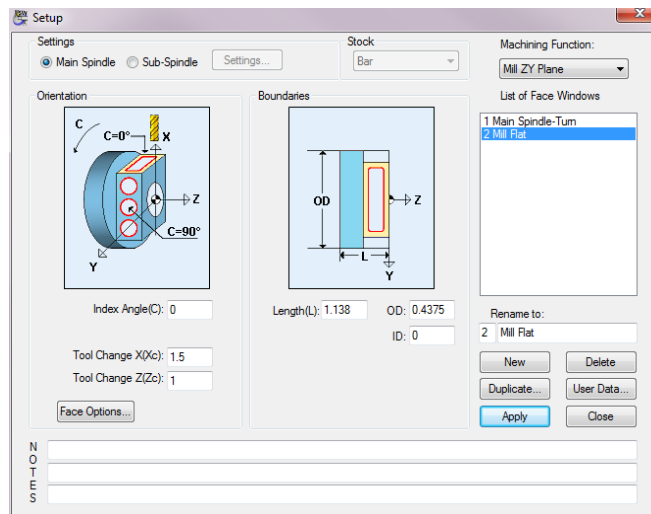 Setup
Settings
Main Spindle Sub-Spindle Settings...
Stock
Bar
Machining Function:
Mill ZY Plane
Orientation
C
C=0°
X
Z
C=90°
Y
Index Angle(C): 0
Tool Change X(Xc): 1.5
Tool Change Z(Zc): 1
Face Options...
Boundaries
OD
Z
L
Y
Length(L): 1.138 OD: 0.4375
ID: 0
List of Face Windows
1 Main Spindle-Turn
2 Mill Flat
Rename to:
2 Mill Flat
New Delete
Duplicate... User Data...
Apply Close
NOTES